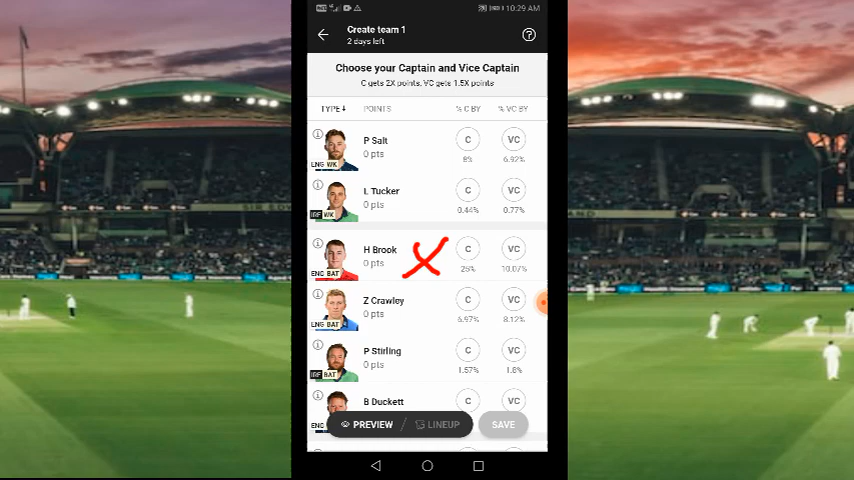 10:29 AM
Create team 1
2 days left
Choose your Captain and Vice Captain
C gets 2X points, VC gets 1.5X points
TYPE POINTS % C BY % VC BY
P Salt
0 pts
C VC
8% 6.92%
ENG WK
L Tucker
0 pts
C VC
0.44% 0.77%
IRE WK
H Brook
0 pts
C VC
25% 10.07%
ENG BAT
Z Crawley
0 pts
C VC
6.97% 8.12%
ENG BAT
P Stirling
0 pts
C VC
1.57% 1.6%
IRE BAT
B Duckett
C VC
PREVIEW / LINEUP SAVE